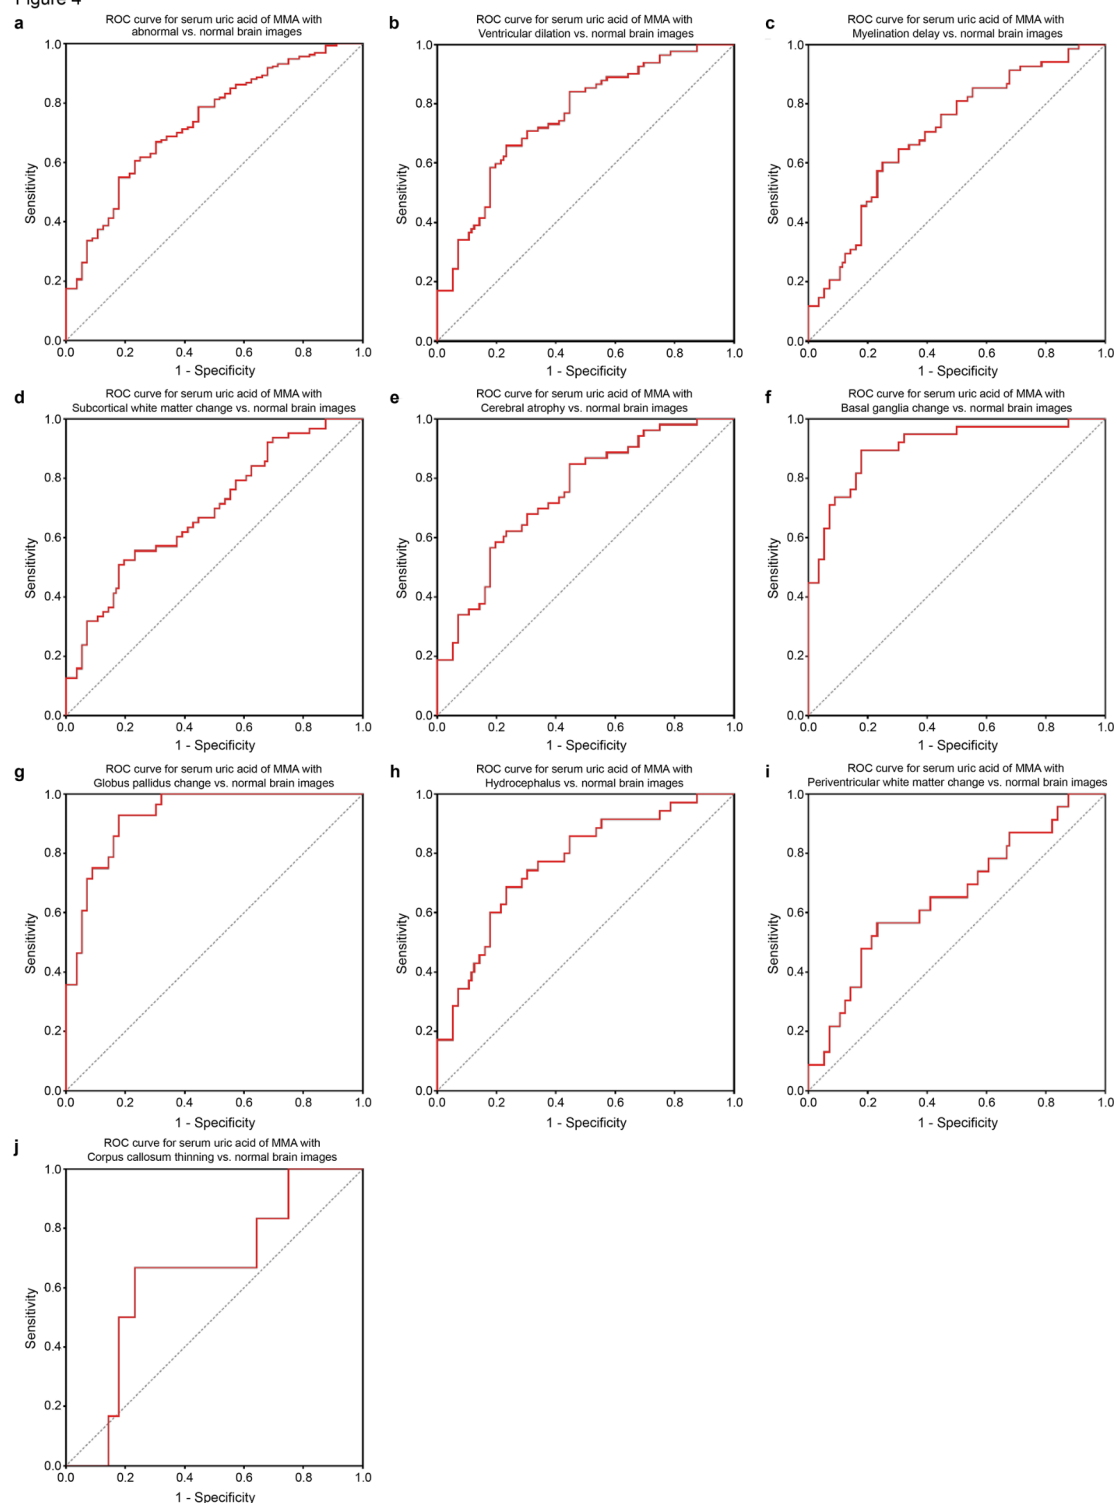 Figure 4
a
ROC curve for serum uric acid of MMA with
abnormal vs. normal brain images
1.0
0.8
0.6
0.4
0.2
0.0
Sensitivity
0.0 0.2 0.4 0.6 0.8 1.0
1 - Specificity
b
ROC curve for serum uric acid of MMA with
Ventricular dilation vs. normal brain images
1.0
0.8
0.6
0.4
0.2
0.0
Sensitivity
0.0 0.2 0.4 0.6 0.8 1.0
1 - Specificity
c
ROC curve for serum uric acid of MMA with
Myelination delay vs. normal brain images
1.0
0.8
0.6
0.4
0.2
0.0
Sensitivity
0.0 0.2 0.4 0.6 0.8 1.0
1 - Specificity
d
ROC curve for serum uric acid of MMA with
Subcortical white matter change vs. normal brain images
1.0
0.8
0.6
0.4
0.2
0.0
Sensitivity
0.0 0.2 0.4 0.6 0.8 1.0
1 - Specificity
e
ROC curve for serum uric acid of MMA with
Cerebral atrophy vs. normal brain images
1.0
0.8
0.6
0.4
0.2
0.0
Sensitivity
0.0 0.2 0.4 0.6 0.8 1.0
1 - Specificity
f
ROC curve for serum uric acid of MMA with
Basal ganglia change vs. normal brain images
1.0
0.8
0.6
0.4
0.2
0.0
Sensitivity
0.0 0.2 0.4 0.6 0.8 1.0
1 - Specificity
g
ROC curve for serum uric acid of MMA with
Globus pallidus change vs. normal brain images
1.0
0.8
0.6
0.4
0.2
0.0
Sensitivity
0.0 0.2 0.4 0.6 0.8 1.0
1 - Specificity
h
ROC curve for serum uric acid of MMA with
Hydrocephalus vs. normal brain images
1.0
0.8
0.6
0.4
0.2
0.0
Sensitivity
0.0 0.2 0.4 0.6 0.8 1.0
1 - Specificity
i
ROC curve for serum uric acid of MMA with
Periventricular white matter change vs. normal brain images
1.0
0.8
0.6
0.4
0.2
0.0
Sensitivity
0.0 0.2 0.4 0.6 0.8 1.0
1 - Specificity
j
ROC curve for serum uric acid of MMA with
Corpus callosum thinning vs. normal brain images
1.0
0.8
0.6
0.4
0.2
0.0
Sensitivity
0.0 0.2 0.4 0.6 0.8 1.0
1 - Specificity